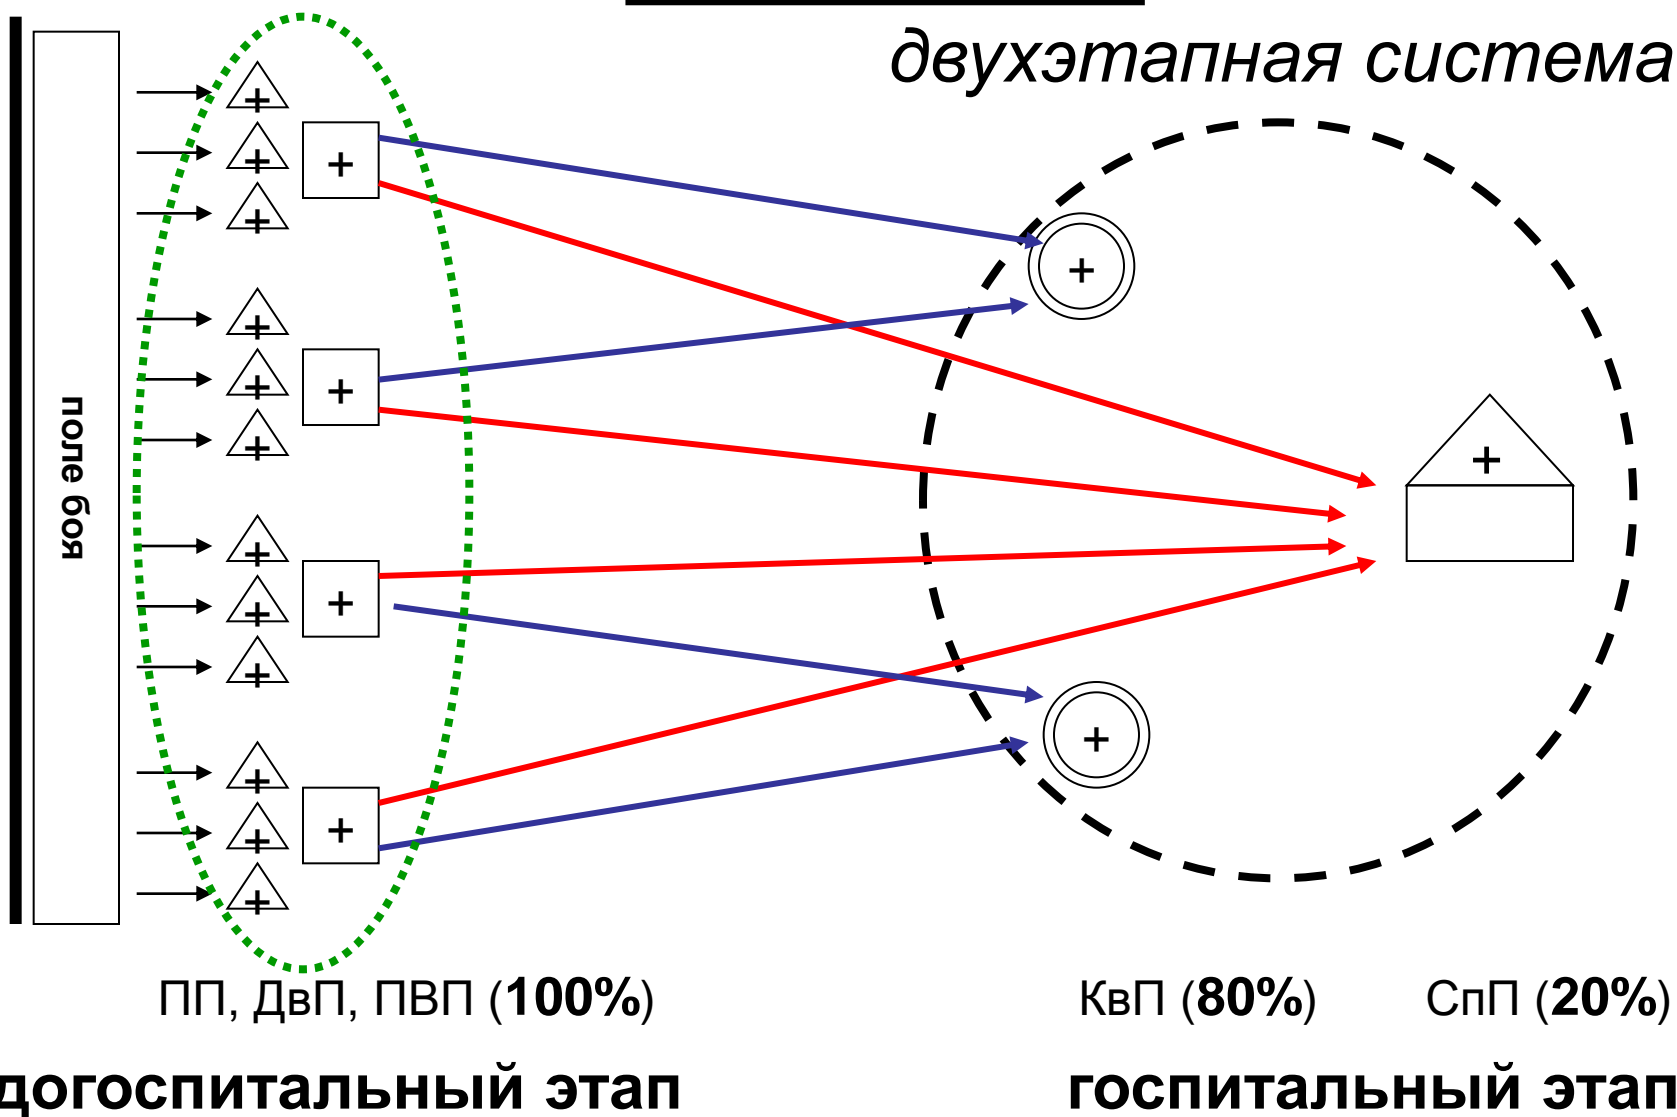 двухэтапная система
поле боя
ПП, ДвП, ПВП (100%)
КвП (80%)
СпП (20%)
догоспитальный этап
госпитальный этап